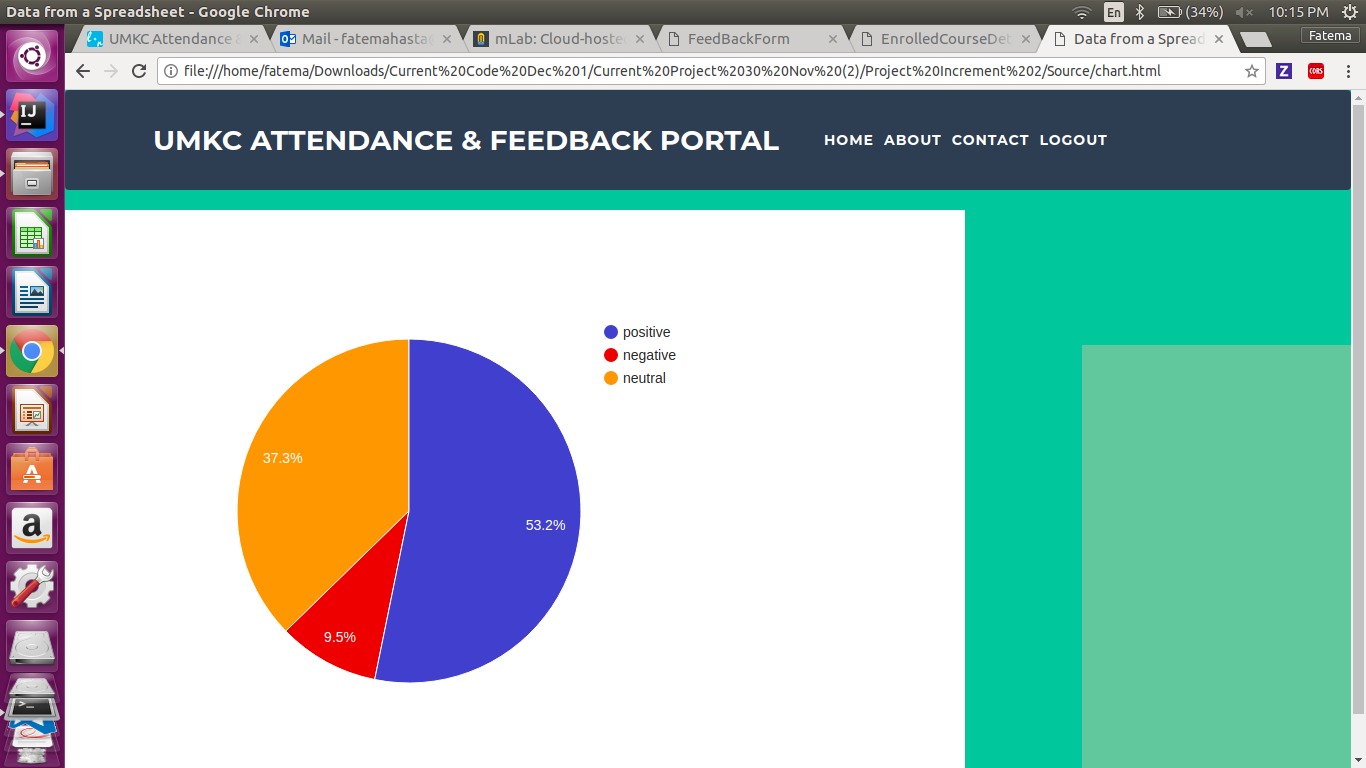 Data from a Spreadsheet - Google Chrome
En (34%) 10:15 PM
UMKC Attendance & Mail - fatemahasta mLab: Cloud-hoste FeedBackForm EnrolledCourseDet Data from a Spread Fatema
file:///home/fatema/Downloads/Current%20Code%20Dec%201/Current%20Project%2030%20Nov%20(2)/Project%20Increment%202/Source/chart.html
Z CORS
UMKC ATTENDANCE & FEEDBACK PORTAL HOME ABOUT CONTACT LOGOUT
IJ
positive
negative
neutral
37.3%
53.2%
9.5%